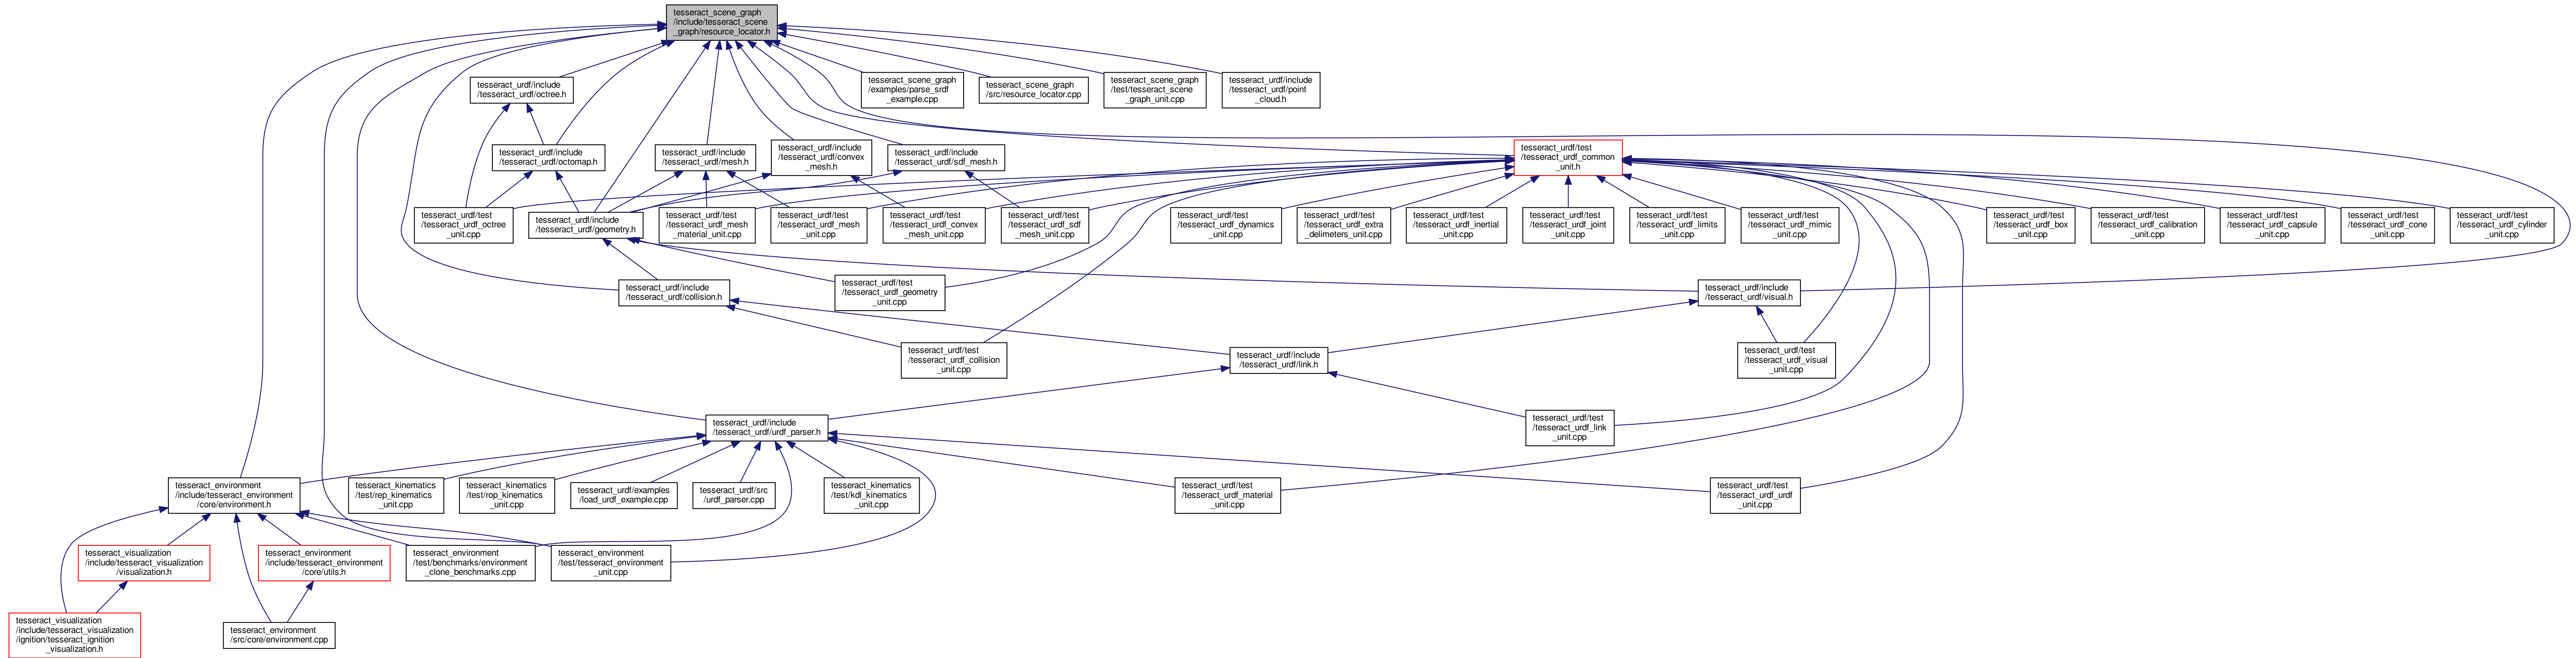 tesseract_scene_graph
/include/tesseract_scene
_graph/resource_locator.h
tesseract_urdf/include
/tesseract_urdf/octree.h
tesseract_scene_graph
/examples/parse_srdf
_example.cpp
tesseract_scene_graph
/src/resource_locator.cpp
tesseract_scene_graph
/test/tesseract_scene
_graph_unit.cpp
tesseract_urdf/include
/tesseract_urdf/point
_cloud.h
tesseract_urdf/include
/tesseract_urdf/octomap.h
tesseract_urdf/include
/tesseract_urdf/mesh.h
tesseract_urdf/include
/tesseract_urdf/convex
_mesh.h
tesseract_urdf/include
/tesseract_urdf/sdf_mesh.h
tesseract_urdf/test
/tesseract_urdf_common
_unit.h
tesseract_urdf/test
/tesseract_urdf_octree
_unit.cpp
tesseract_urdf/include
/tesseract_urdf/geometry.h
tesseract_urdf/test
/tesseract_urdf_mesh
_material_unit.cpp
tesseract_urdf/test
/tesseract_urdf_mesh
_unit.cpp
tesseract_urdf/test
/tesseract_urdf_convex
_mesh_unit.cpp
tesseract_urdf/test
/tesseract_urdf_sdf
_mesh_unit.cpp
tesseract_urdf/test
/tesseract_urdf_dynamics
_unit.cpp
tesseract_urdf/test
/tesseract_urdf_extra
_delimeters_unit.cpp
tesseract_urdf/test
/tesseract_urdf_inertial
_unit.cpp
tesseract_urdf/test
/tesseract_urdf_joint
_unit.cpp
tesseract_urdf/test
/tesseract_urdf_limits
_unit.cpp
tesseract_urdf/test
/tesseract_urdf_mimic
_unit.cpp
tesseract_urdf/test
/tesseract_urdf_box
_unit.cpp
tesseract_urdf/test
/tesseract_urdf_calibration
_unit.cpp
tesseract_urdf/test
/tesseract_urdf_capsule
_unit.cpp
tesseract_urdf/test
/tesseract_urdf_cone
_unit.cpp
tesseract_urdf/test
/tesseract_urdf_cylinder
_unit.cpp
tesseract_urdf/include
/tesseract_urdf/collision.h
tesseract_urdf/test
/tesseract_urdf_geometry
_unit.cpp
tesseract_urdf/include
/tesseract_urdf/visual.h
tesseract_urdf/test
/tesseract_urdf_collision
_unit.cpp
tesseract_urdf/include
/tesseract_urdf/link.h
tesseract_urdf/test
/tesseract_urdf_visual
_unit.cpp
tesseract_urdf/include
/tesseract_urdf/urdf_parser.h
tesseract_urdf/test
/tesseract_urdf_link
_unit.cpp
tesseract_environment
/include/tesseract_environment
/core/environment.h
tesseract_kinematics
/test/rep_kinematics
_unit.cpp
tesseract_kinematics
/test/rop_kinematics
_unit.cpp
tesseract_urdf/examples
/load_urdf_example.cpp
tesseract_urdf/src
/urdf_parser.cpp
tesseract_kinematics
/test/kdl_kinematics
_unit.cpp
tesseract_urdf/test
/tesseract_urdf_material
_unit.cpp
tesseract_urdf/test
/tesseract_urdf_urdf
_unit.cpp
tesseract_visualization
/include/tesseract_visualization
/visualization.h
tesseract_environment
/include/tesseract_environment
/core/utils.h
tesseract_environment
/test/benchmarks/environment
_clone_benchmarks.cpp
tesseract_environment
/test/tesseract_environment
_unit.cpp
tesseract_visualization
/include/tesseract_visualization
/ignition/tesseract_ignition
_visualization.h
tesseract_environment
/src/core/environment.cpp